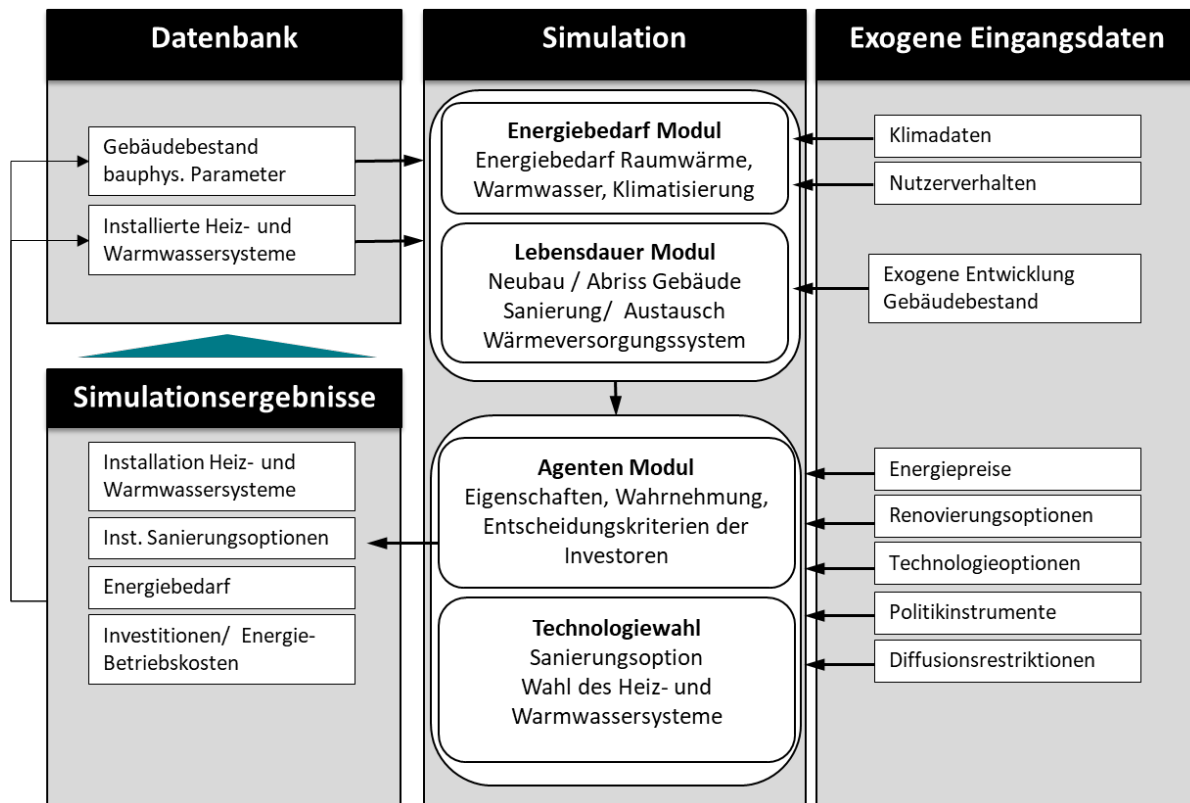 Datenbank
Gebäudebestand
bauphys. Parameter
Installierte Heiz- und
Warmwassersysteme
Simulationsergebnisse
Installation Heiz- und
Warmwassersysteme
Inst. Sanierungsoptionen
Energiebedarf
Investitionen/ Energie-
Betriebskosten
Simulation
Energiebedarf Modul
Energiebedarf Raumwärme,
Warmwasser, Klimatisierung
Lebensdauer Modul
Neubau / Abriss Gebäude
Sanierung/ Austausch
Wärmeversorgungssystem
Agenten Modul
Eigenschaften, Wahrnehmung,
Entscheidungskriterien der
Investoren
Technologiewahl
Sanierungsoption
Wahl des Heiz- und
Warmwassersysteme
Exogene Eingangsdaten
Klimadaten
Nutzerverhalten
Exogene Entwicklung
Gebäudebestand
Energiepreise
Renovierungsoptionen
Technologieoptionen
Politikinstrumente
Diffusionsrestriktionen